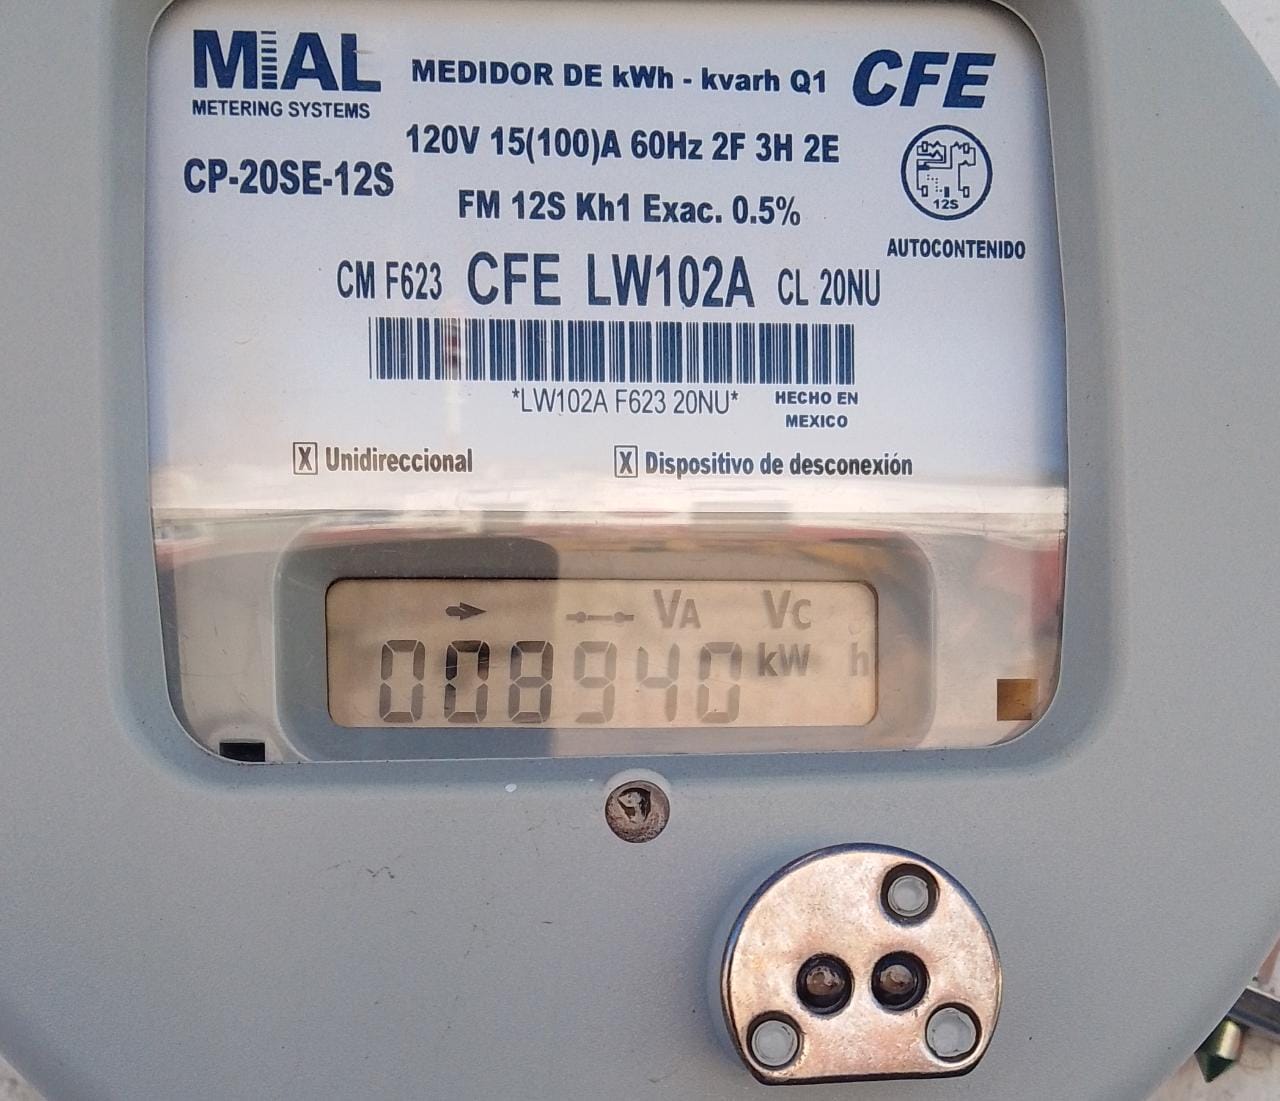 MIAL
METERING SYSTEMS
MEDIDOR DE kWh - kvarh Q1
CFE
120V 15(100)A 60Hz 2F 3H 2E
CP-20SE-12S
FM 12S Kh1 Exac. 0.5%
12S
AUTOCONTENIDO
CM F623 CFE LW102A CL 20NU
*LW102A F623 20NU*
HECHO EN
MEXICO
X Unidireccional
X Dispositivo de desconexión
VA VC
008940 kW h